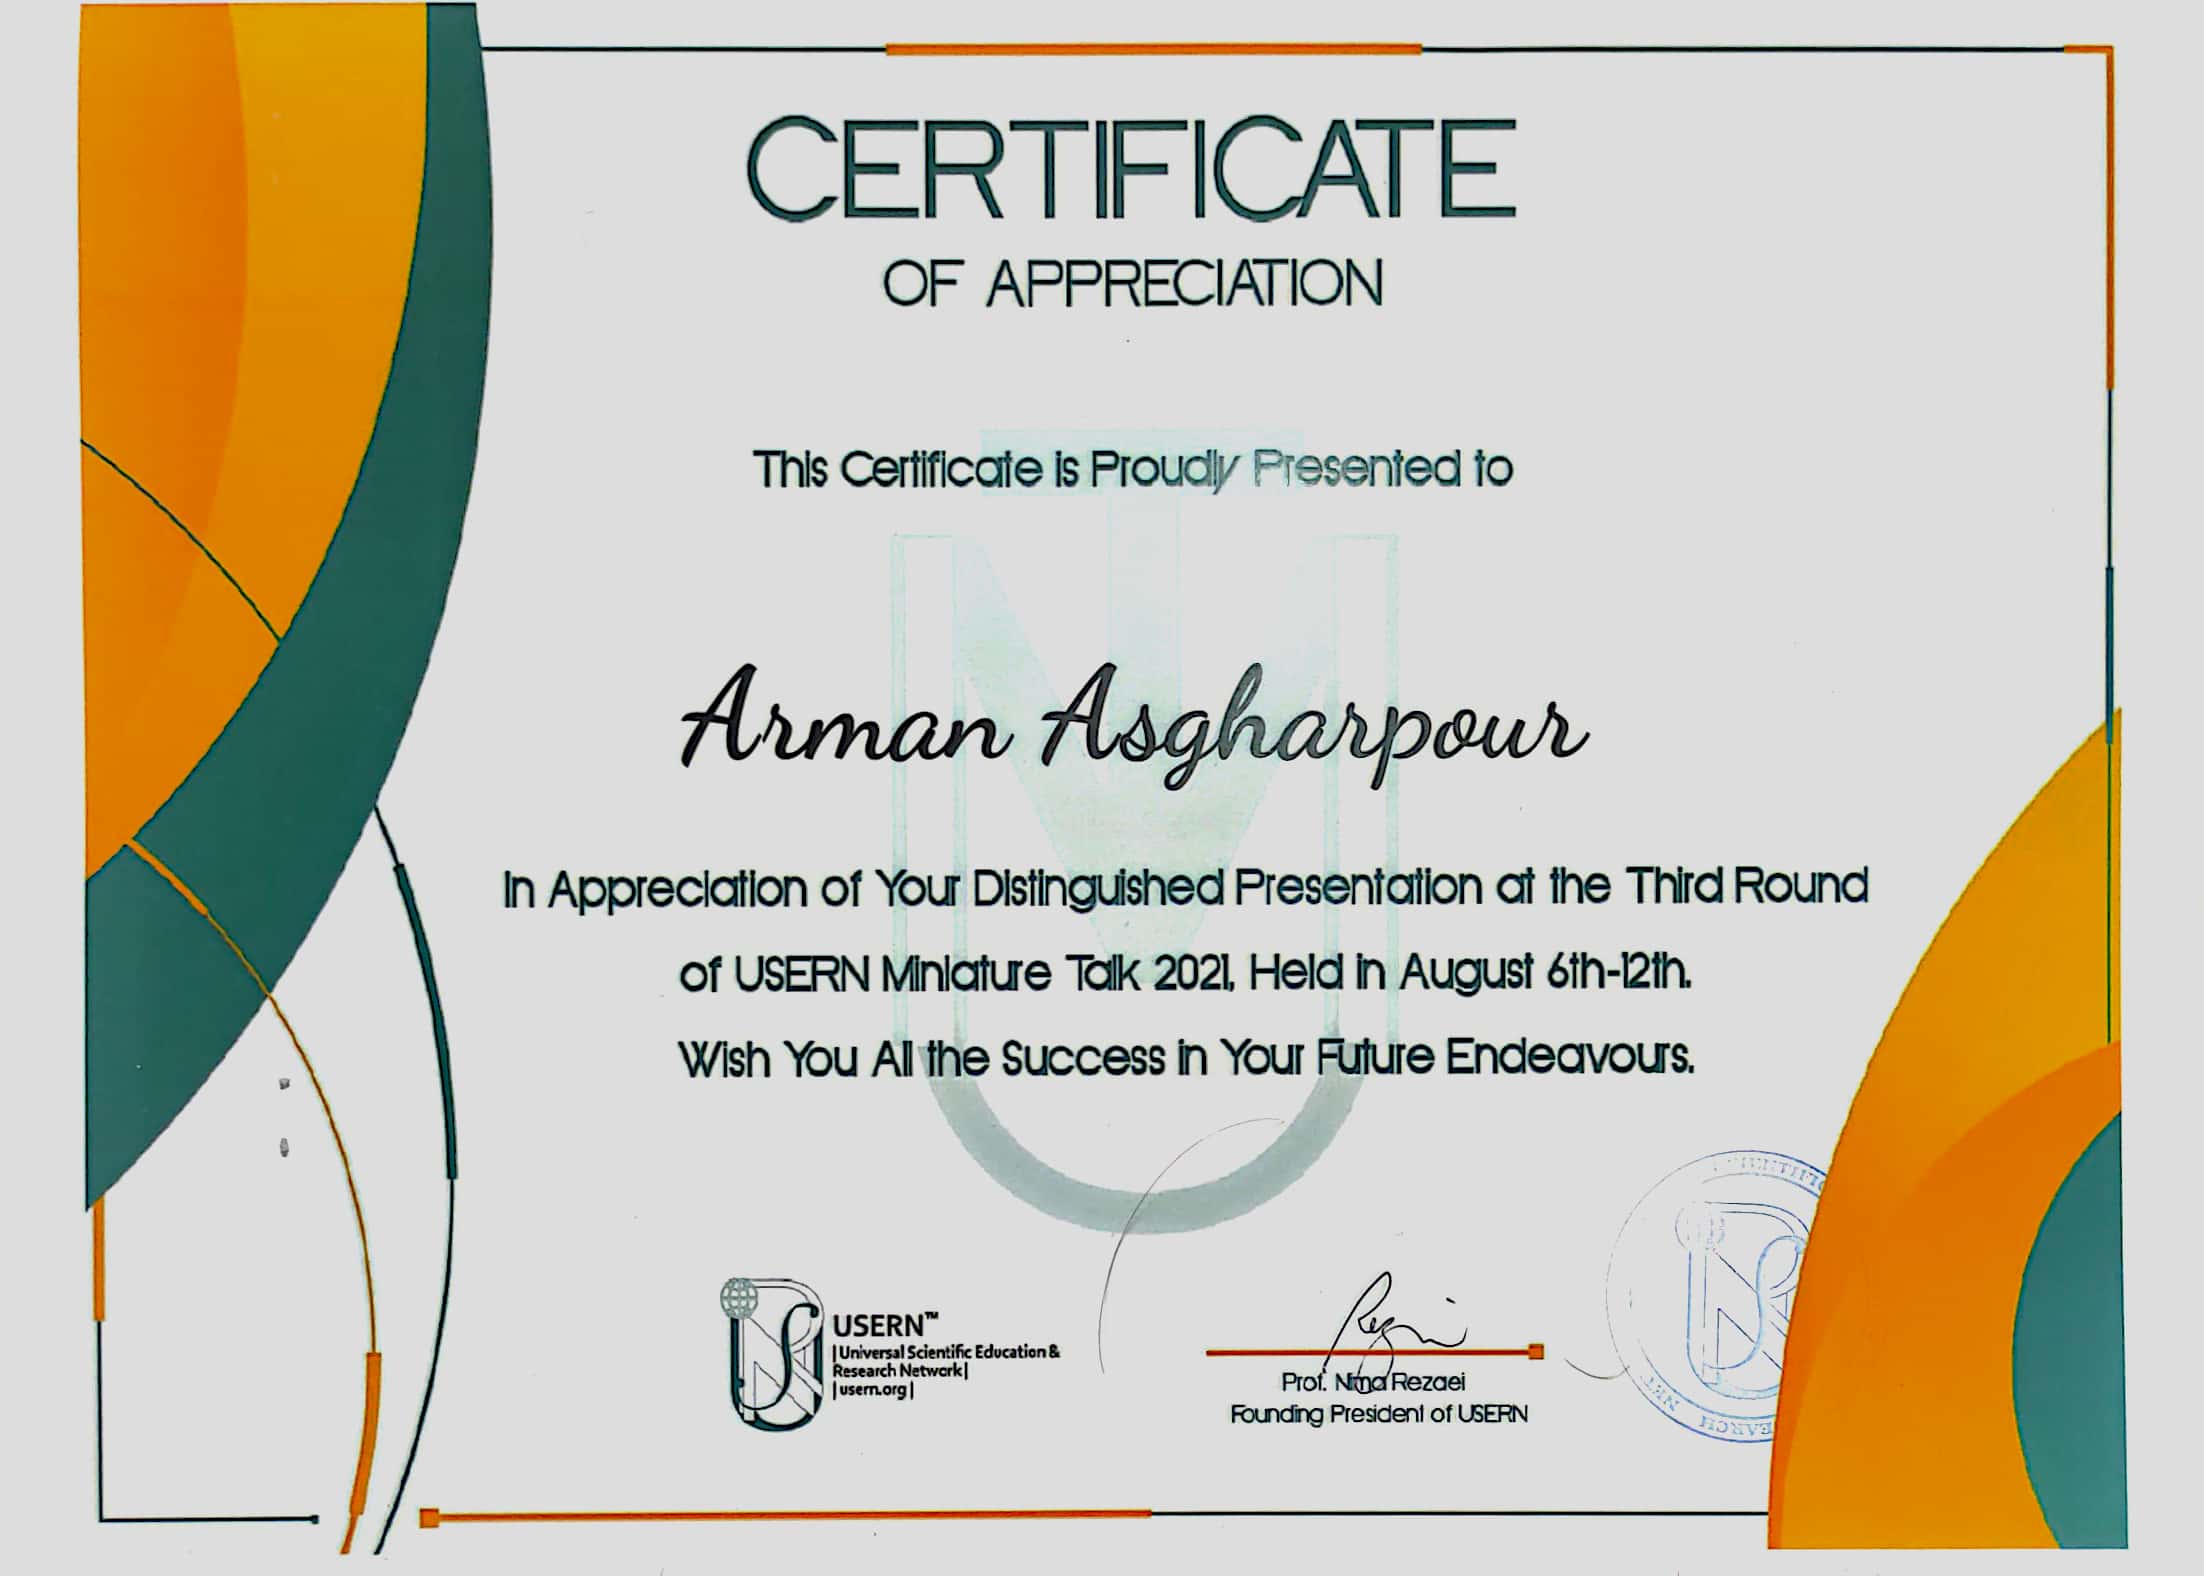 CERTIFICATE
OF APPRECIATION
This Certificate is Proudly Presented to
Arman Asgharpour
In Appreciation of Your Distinguished Presentation at the Third Round
of USERN Miniature Talk 2021, Held in August 6th-12th.
Wish You All the Success in Your Future Endeavours.
USERN™
|Universal Scientific Education &
Research Network|
|usern.org|
Prof. Nima Rezaei
Founding President of USERN